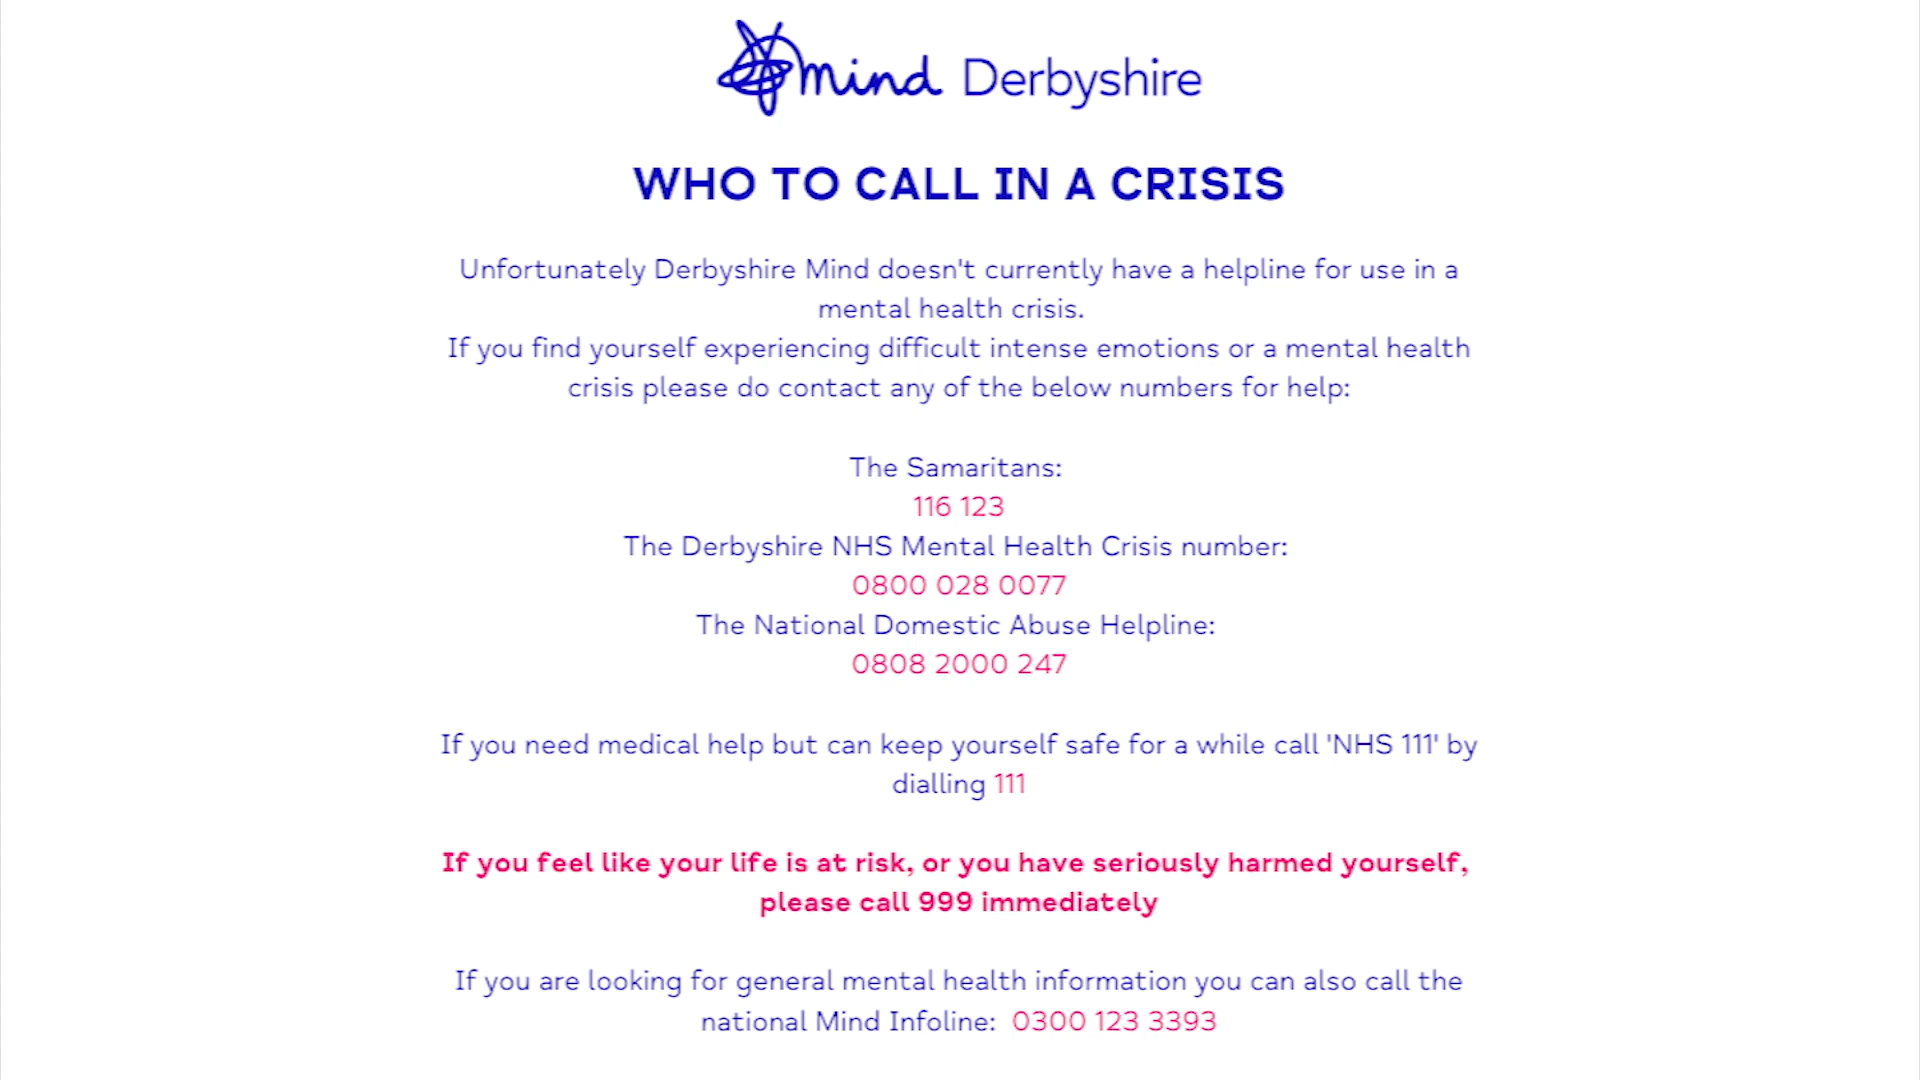 mind Derbyshire
WHO TO CALL IN A CRISIS
Unfortunately Derbyshire Mind doesn't currently have a helpline for use in a
mental health crisis.
If you find yourself experiencing difficult intense emotions or a mental health
crisis please do contact any of the below numbers for help:
The Samaritans:
116 123
The Derbyshire NHS Mental Health Crisis number:
0800 028 0077
The National Domestic Abuse Helpline:
0808 2000 247
If you need medical help but can keep yourself safe for a while call 'NHS 111' by
dialling 111
If you feel like your life is at risk, or you have seriously harmed yourself,
please call 999 immediately
If you are looking for general mental health information you can also call the
national Mind Infoline: 0300 123 3393